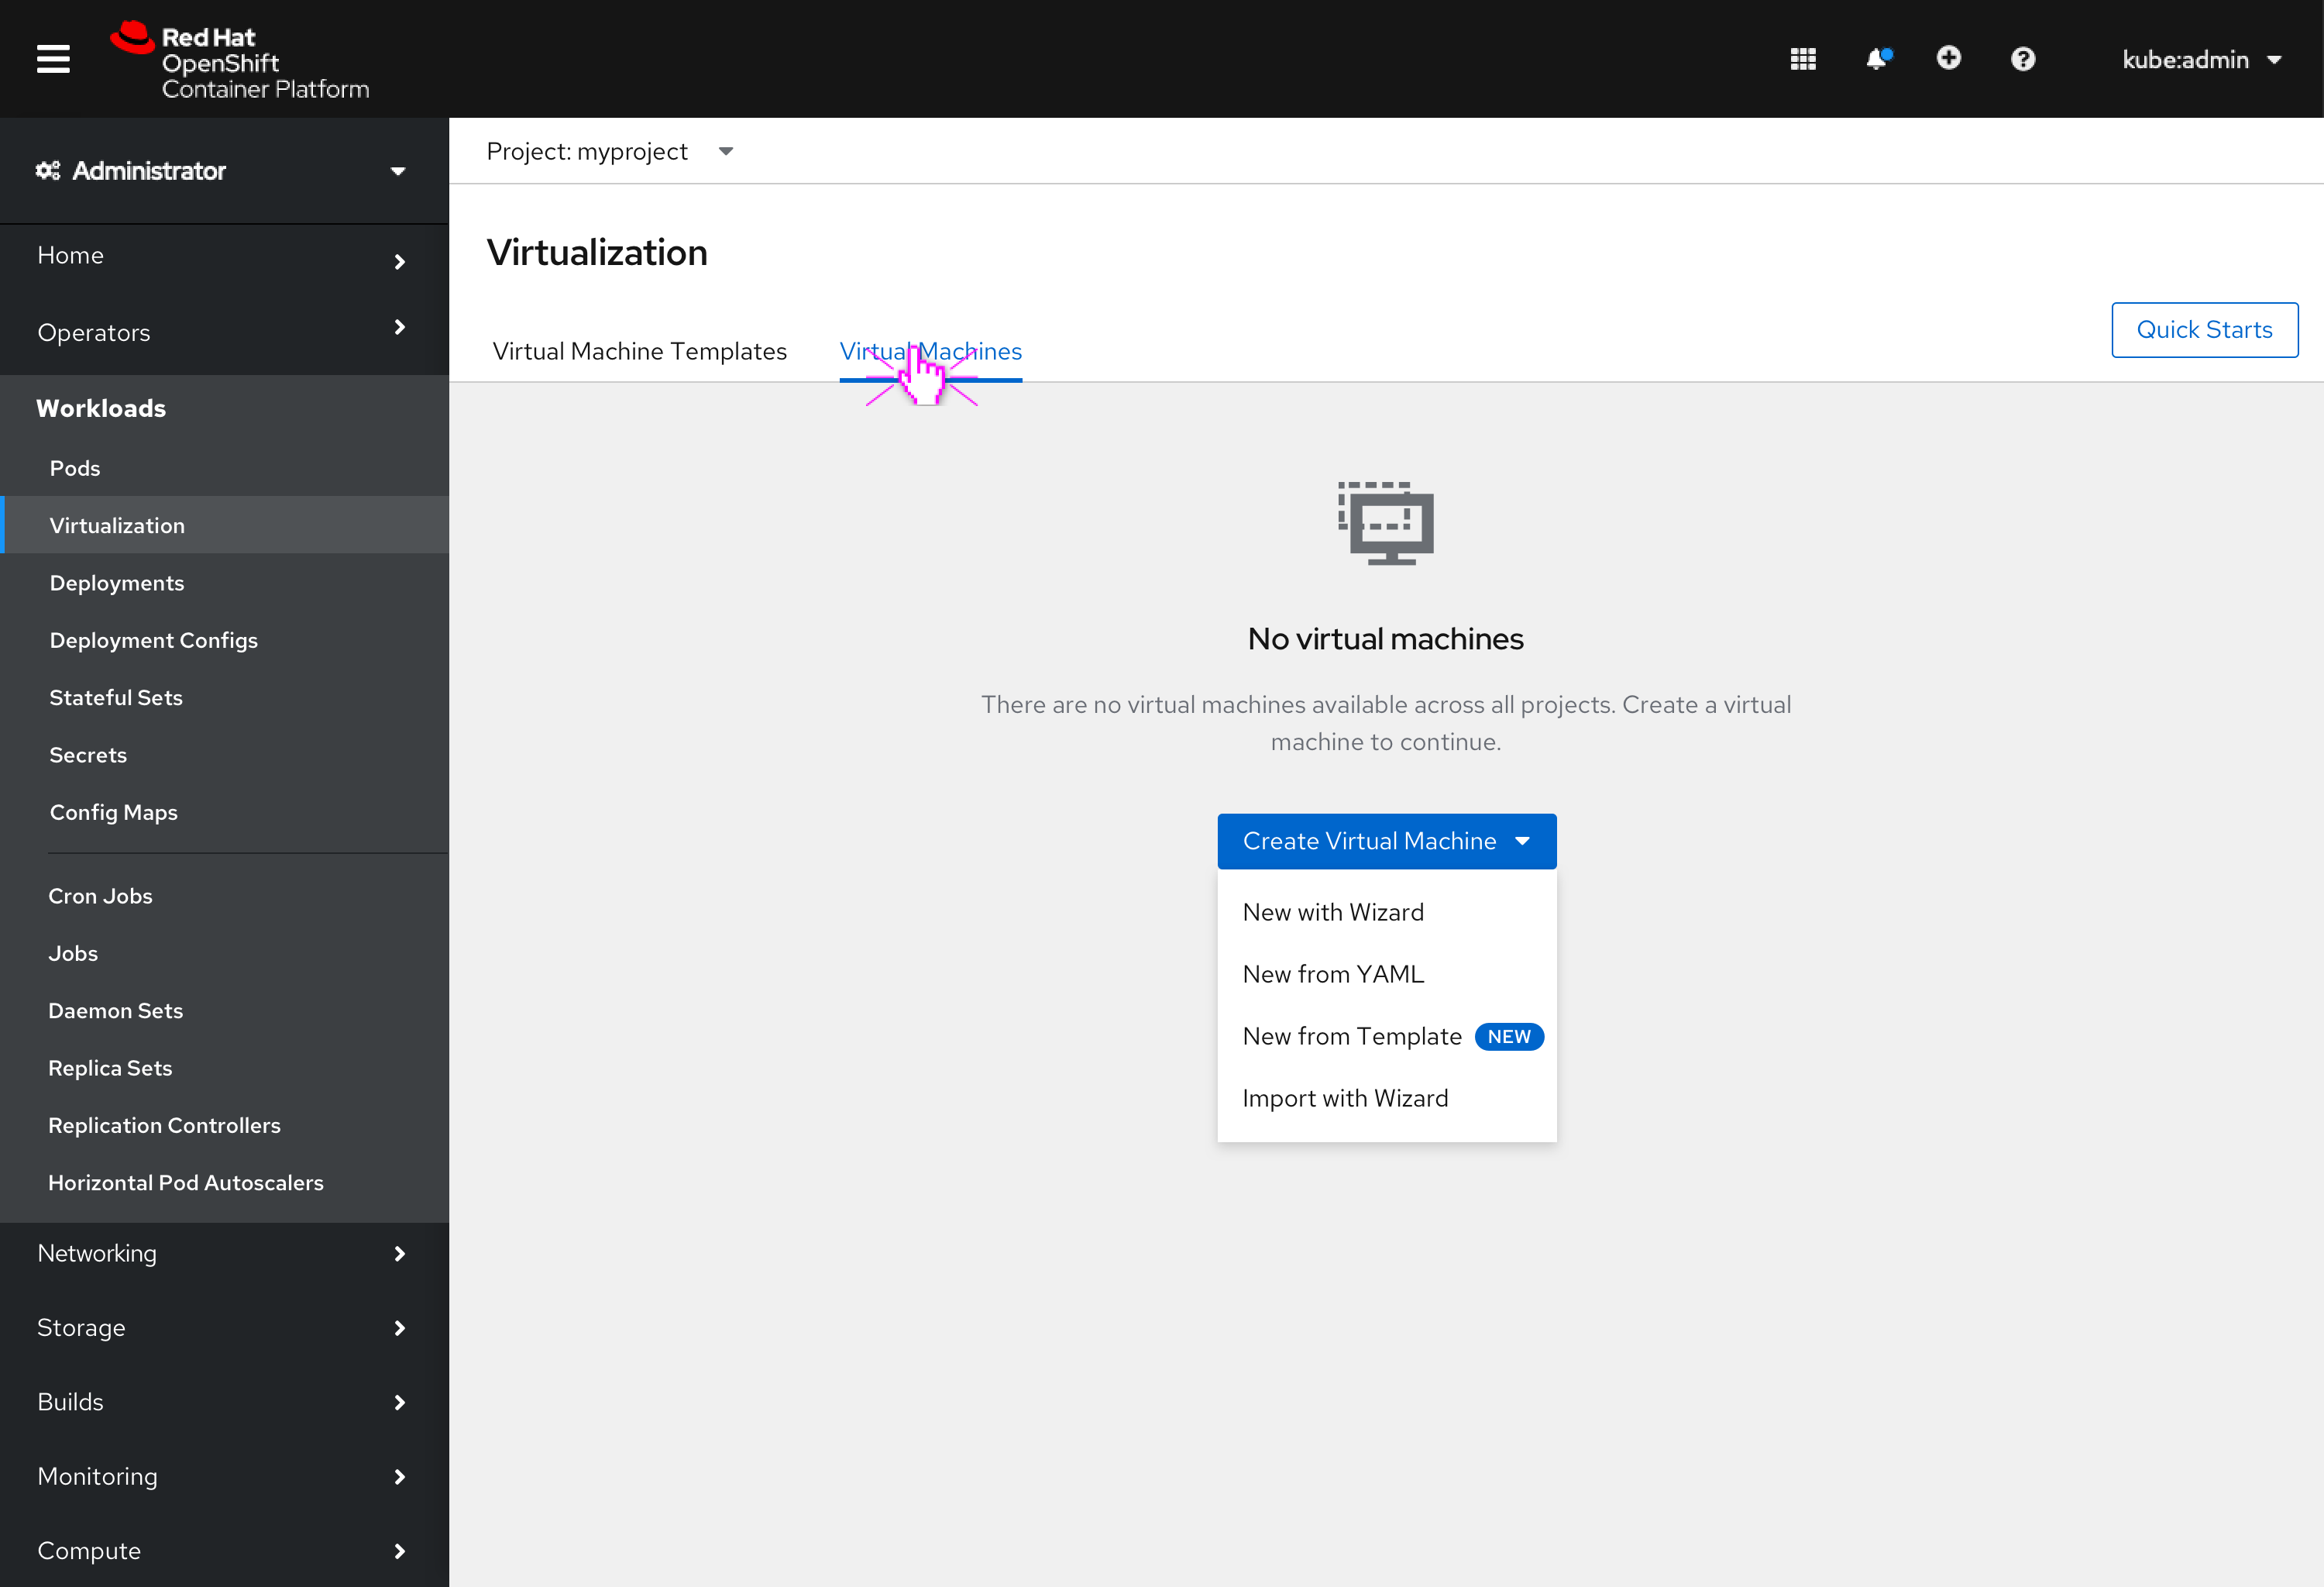 Red Hat
OpenShift
Container Platform
kube:admin
Administrator
Home
Operators
Workloads
Pods
Virtualization
Deployments
Deployment Configs
Stateful Sets
Secrets
Config Maps
Cron Jobs
Jobs
Daemon Sets
Replica Sets
Replication Controllers
Horizontal Pod Autoscalers
Networking
Storage
Builds
Monitoring
Compute
Project: myproject
Virtualization
Virtual Machine Templates
Virtual Machines
Quick Starts
No virtual machines
There are no virtual machines available across all projects. Create a virtual
machine to continue.
Create Virtual Machine
New with Wizard
New from YAML
New from Template NEW
Import with Wizard